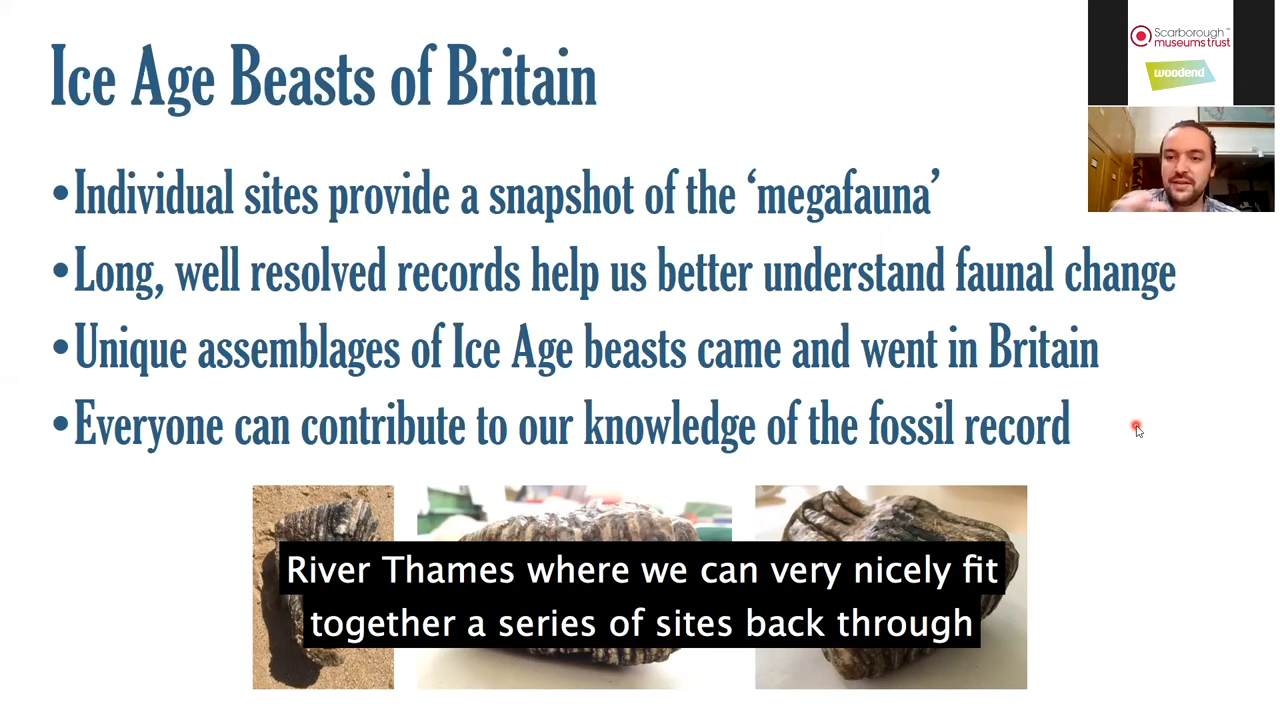 Ice Age Beasts of Britain
Scarborough™
museums trust
woodend
•Individual sites provide a snapshot of the ‘megafauna’
•Long, well resolved records help us better understand faunal change
•Unique assemblages of Ice Age beasts came and went in Britain
•Everyone can contribute to our knowledge of the fossil record
River Thames where we can very nicely fit
together a series of sites back through